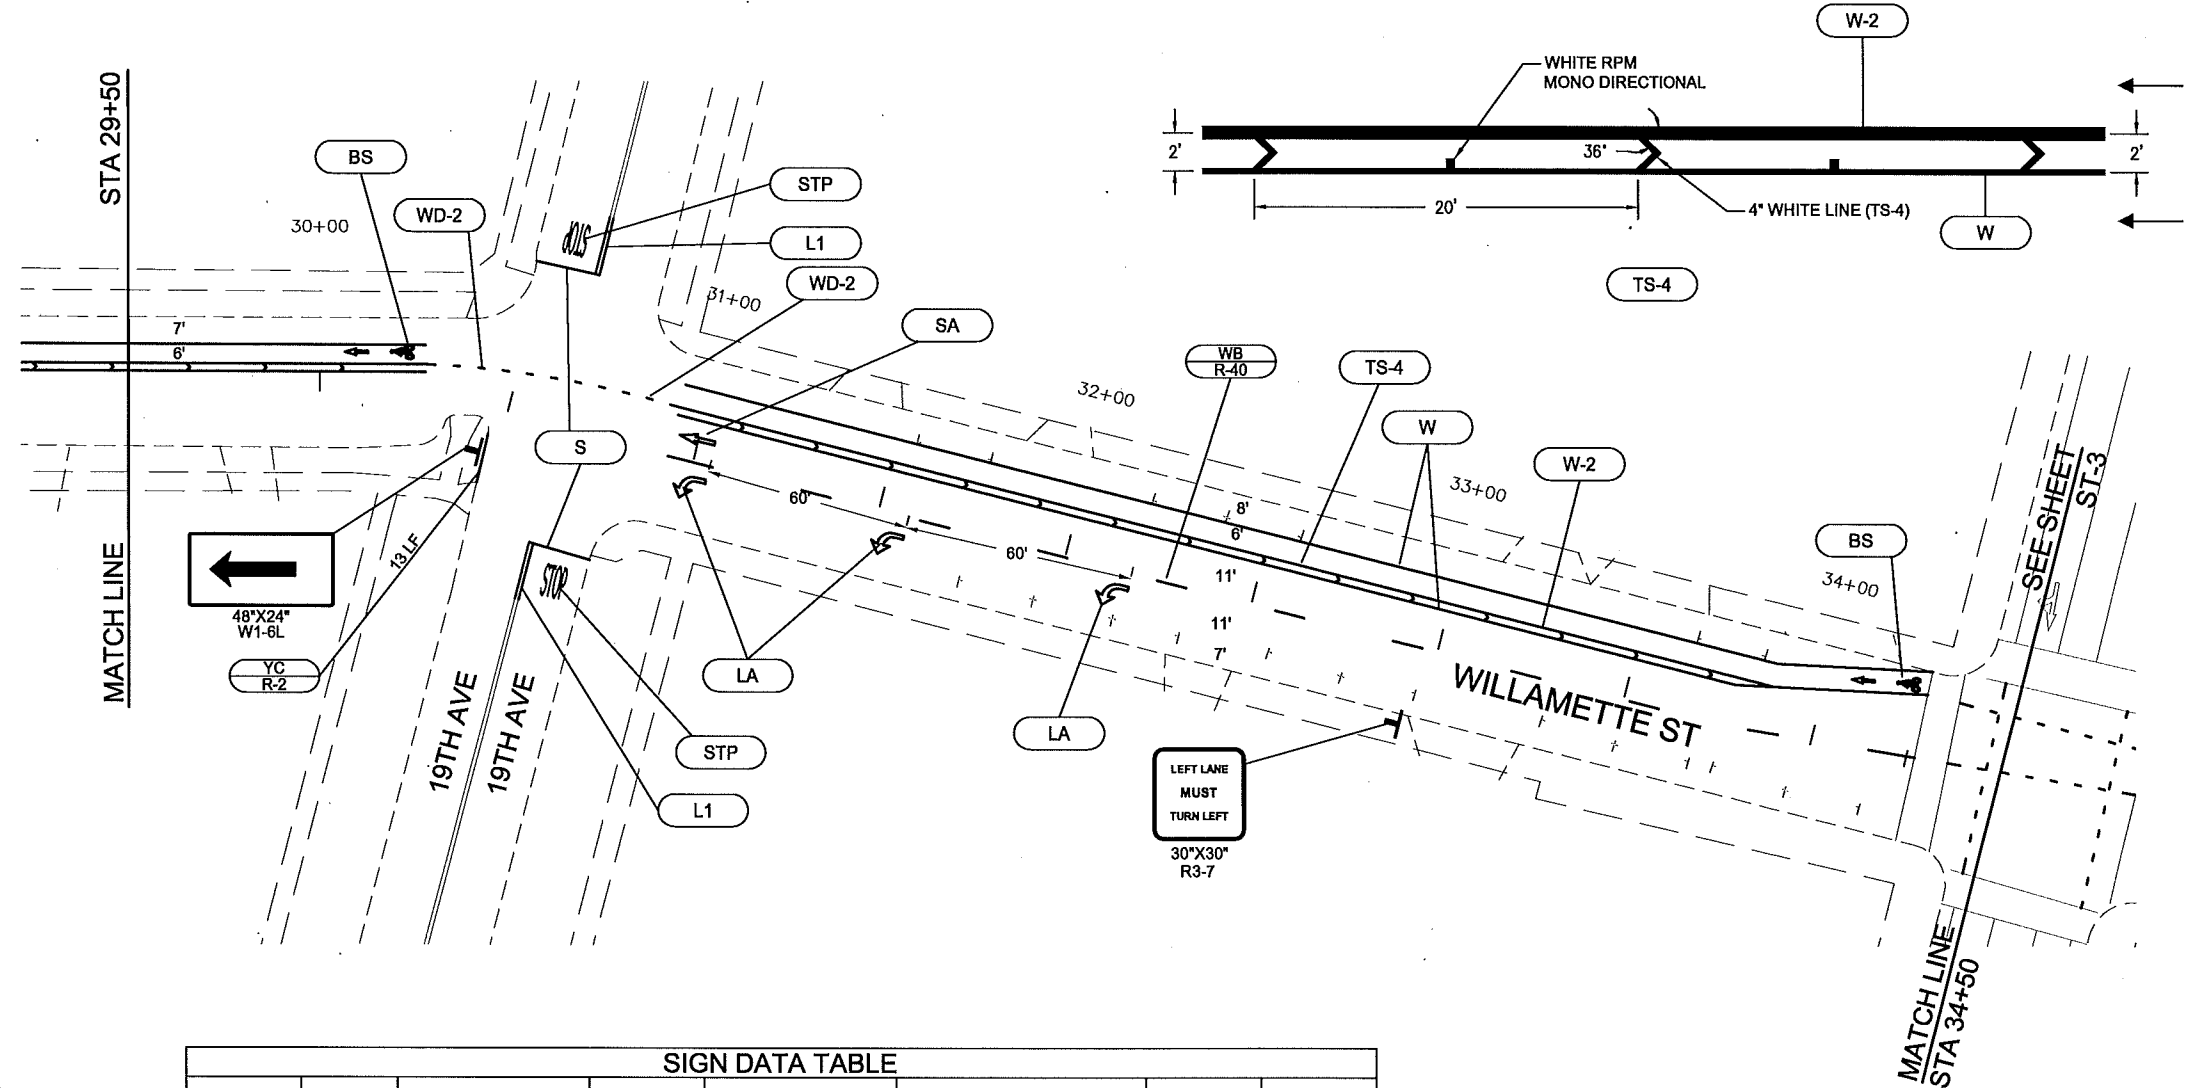 W-2
WHITE RPM
MONO DIRECTIONAL
2'
36'
2'
20'
4" WHITE LINE (TS-4)
W
TS-4
STA 29+50
BS
30+00
WD-2
STP
L1
STOP
31+00
WD-2
SA
7'
6'
WB
R-40
32+00
TS-4
W
W-2
33+00
8'
6'
11'
11'
7'
S
60'
60'
BS
34+00
SEE SHEET
ST-3
48"X24"
W1-6L
13 LF
YC
R-2
STOP
LA
LA
MATCH LINE
19TH AVE
19TH AVE
STP
L1
WILLAMETTE ST
LEFT LANE
MUST
TURN LEFT
30"X30"
R3-7
MATCH LINE
STA 34+50
SIGN DATA TABLE